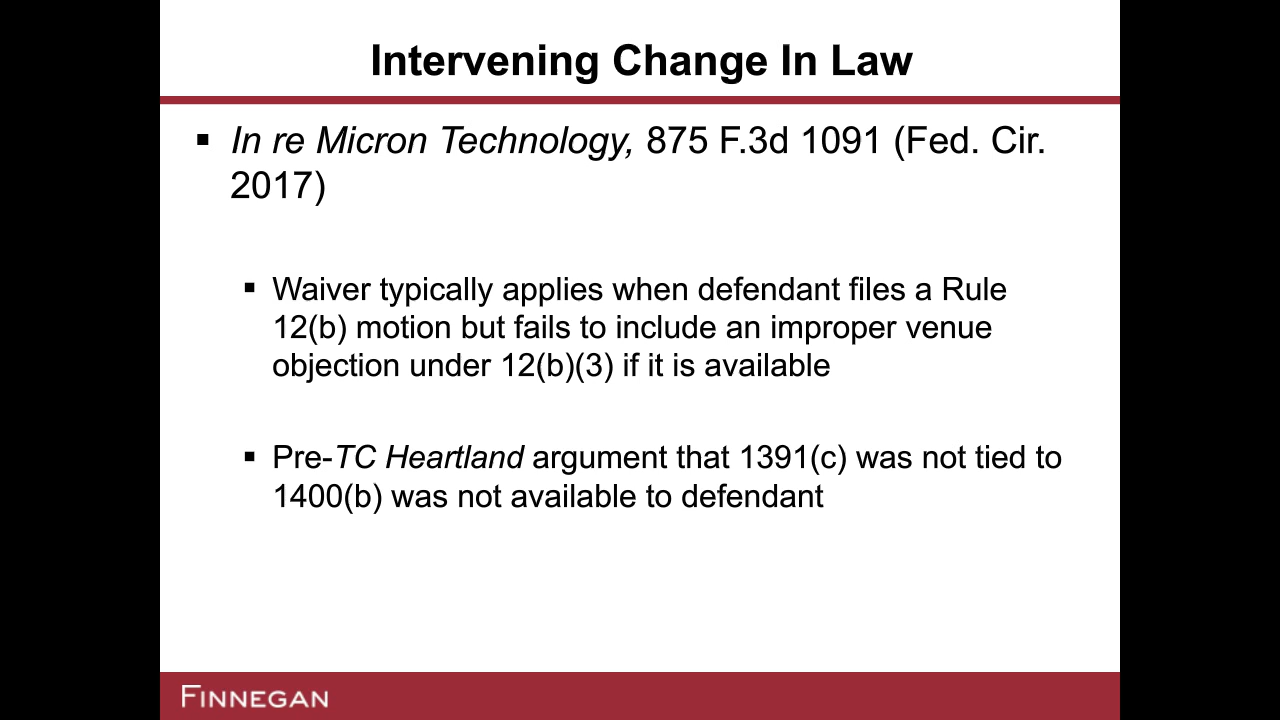 Intervening Change In Law
▪ In re Micron Technology, 875 F.3d 1091 (Fed. Cir.
2017)
▪ Waiver typically applies when defendant files a Rule
12(b) motion but fails to include an improper venue
objection under 12(b)(3) if it is available
▪ Pre-TC Heartland argument that 1391(c) was not tied to
1400(b) was not available to defendant
FINNEGAN